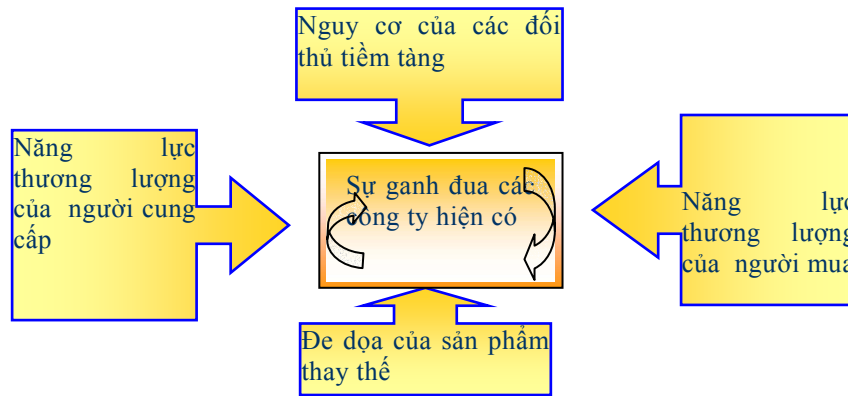 Nguy cơ của các đối
thủ tiềm tàng
Năng lực
thương lượng
của người cung
cấp
Sự ganh đua các
công ty hiện có
Năng lực
thương lượng
của người mua
Đe dọa của sản phẩm
thay thế